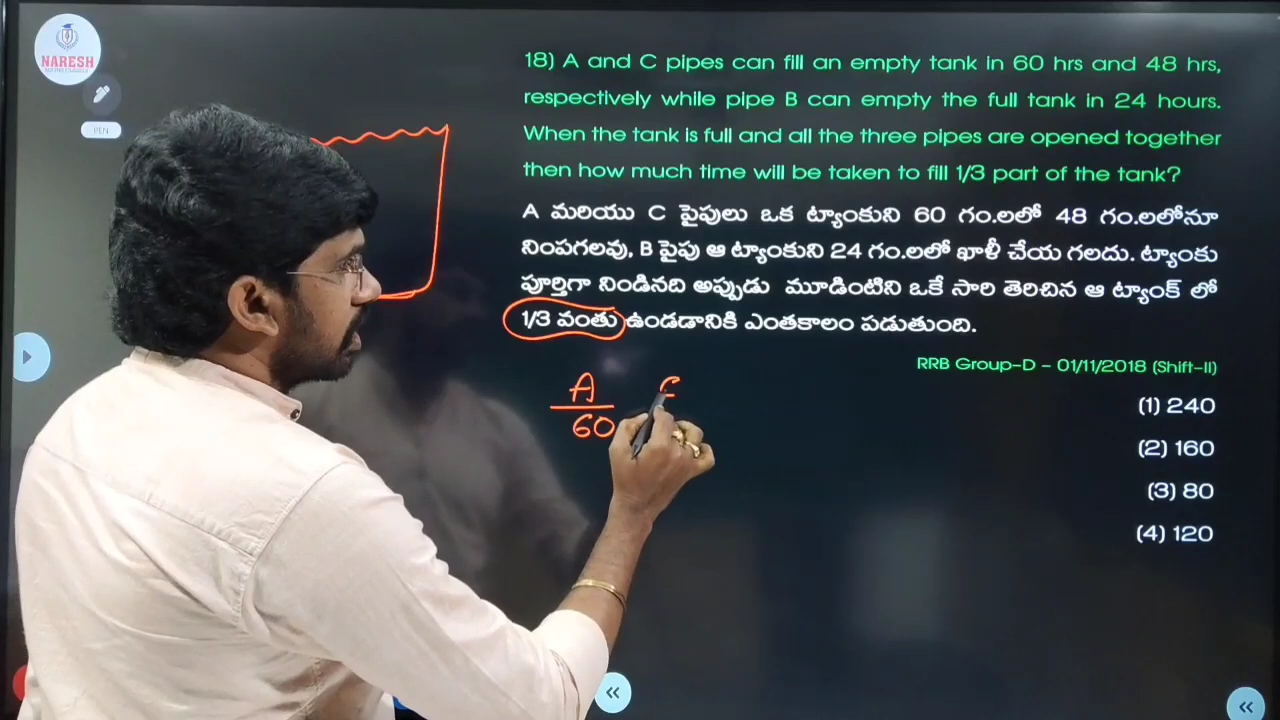 NARESH
PEN
18) A and C pipes can fill an empty tank in 60 hrs and 48 hrs,
respectively while pipe B can empty the full tank in 24 hours.
When the tank is full and all the three pipes are opened together
then how much time will be taken to fill 1/3 part of the tank?
A మరియు C పైపులు ఒక ట్యాంకుని 60 గం.లలో 48 గం.లలోనూ
నింపగలవు, B పైపు ఆ ట్యాంకుని 24 గం.లలో ఖాళీ చేయ గలదు. ట్యాంకు
పూర్తిగా నిండినది అప్పుడు మూడింటిని ఒకే సారి తెరిచిన ఆ ట్యాంక్ లో
1/3 వంతు ఉండడానికి ఎంతకాలం పడుతుంది.
RRB Group-D – 01/11/2018 (Shift-II)
(1) 240
(2) 160
(3) 80
(4) 120
A
60